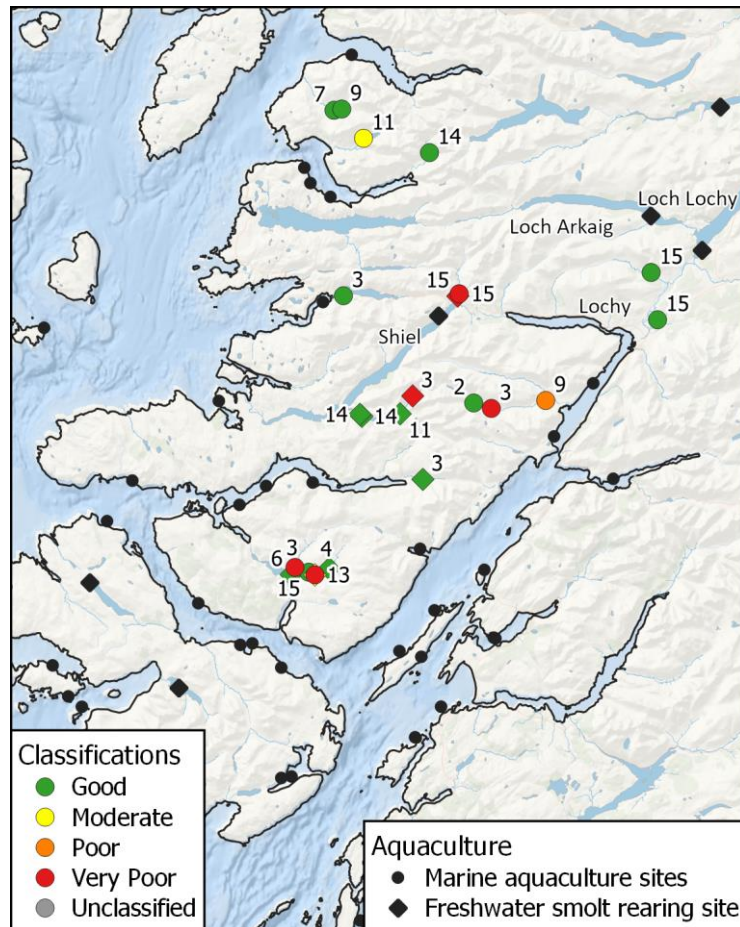 7 9
11
14
Loch Lochy
Loch Arkaig
15
3
15 15
Lochy
15
Shiel
3
2 3 9
14 14
11
3
3 4
6
15 13
Classifications
Good
Moderate
Poor
Very Poor
Unclassified
Aquaculture
Marine aquaculture sites
Freshwater smolt rearing site